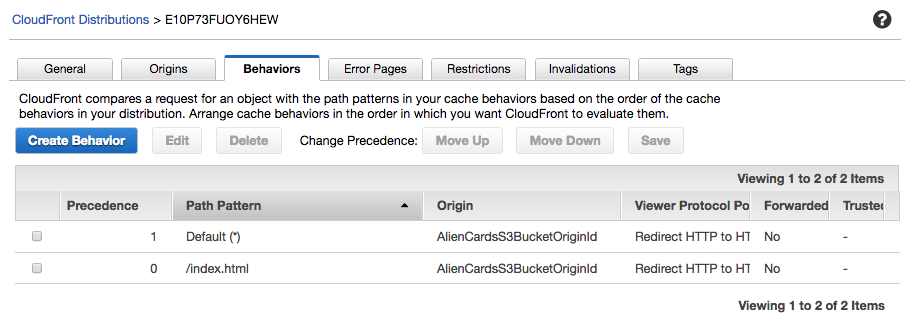 CloudFront Distributions > E10P73FUOY6HEW ?
General Origins Behaviors Error Pages Restrictions Invalidations Tags
CloudFront compares a request for an object with the path patterns in your cache behaviors based on the order of the cache
behaviors in your distribution. Arrange cache behaviors in the order in which you want CloudFront to evaluate them.
Create Behavior Edit Delete Change Precedence: Move Up Move Down Save
Viewing 1 to 2 of 2 Items
Precedence Path Pattern Origin Viewer Protocol Po Forwarded Trusted
1 Default (*) AlienCardsS3BucketOriginId Redirect HTTP to HT No -
0 /index.html AlienCardsS3BucketOriginId Redirect HTTP to HT No -
Viewing 1 to 2 of 2 Items